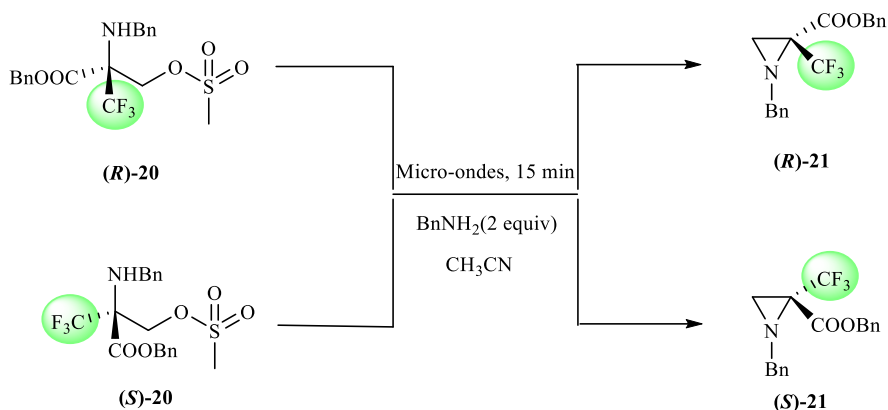 NHBn
O
O
O
S
BnOOC
CF3
(R)-20
COOBn
N
CF3
Bn
(R)-21
Micro-ondes, 15 min
BnNH2(2 equiv)
CH3CN
NHBn
O
O
O
S
F3C
COOBn
(S)-20
CF3
N
COOBn
Bn
(S)-21